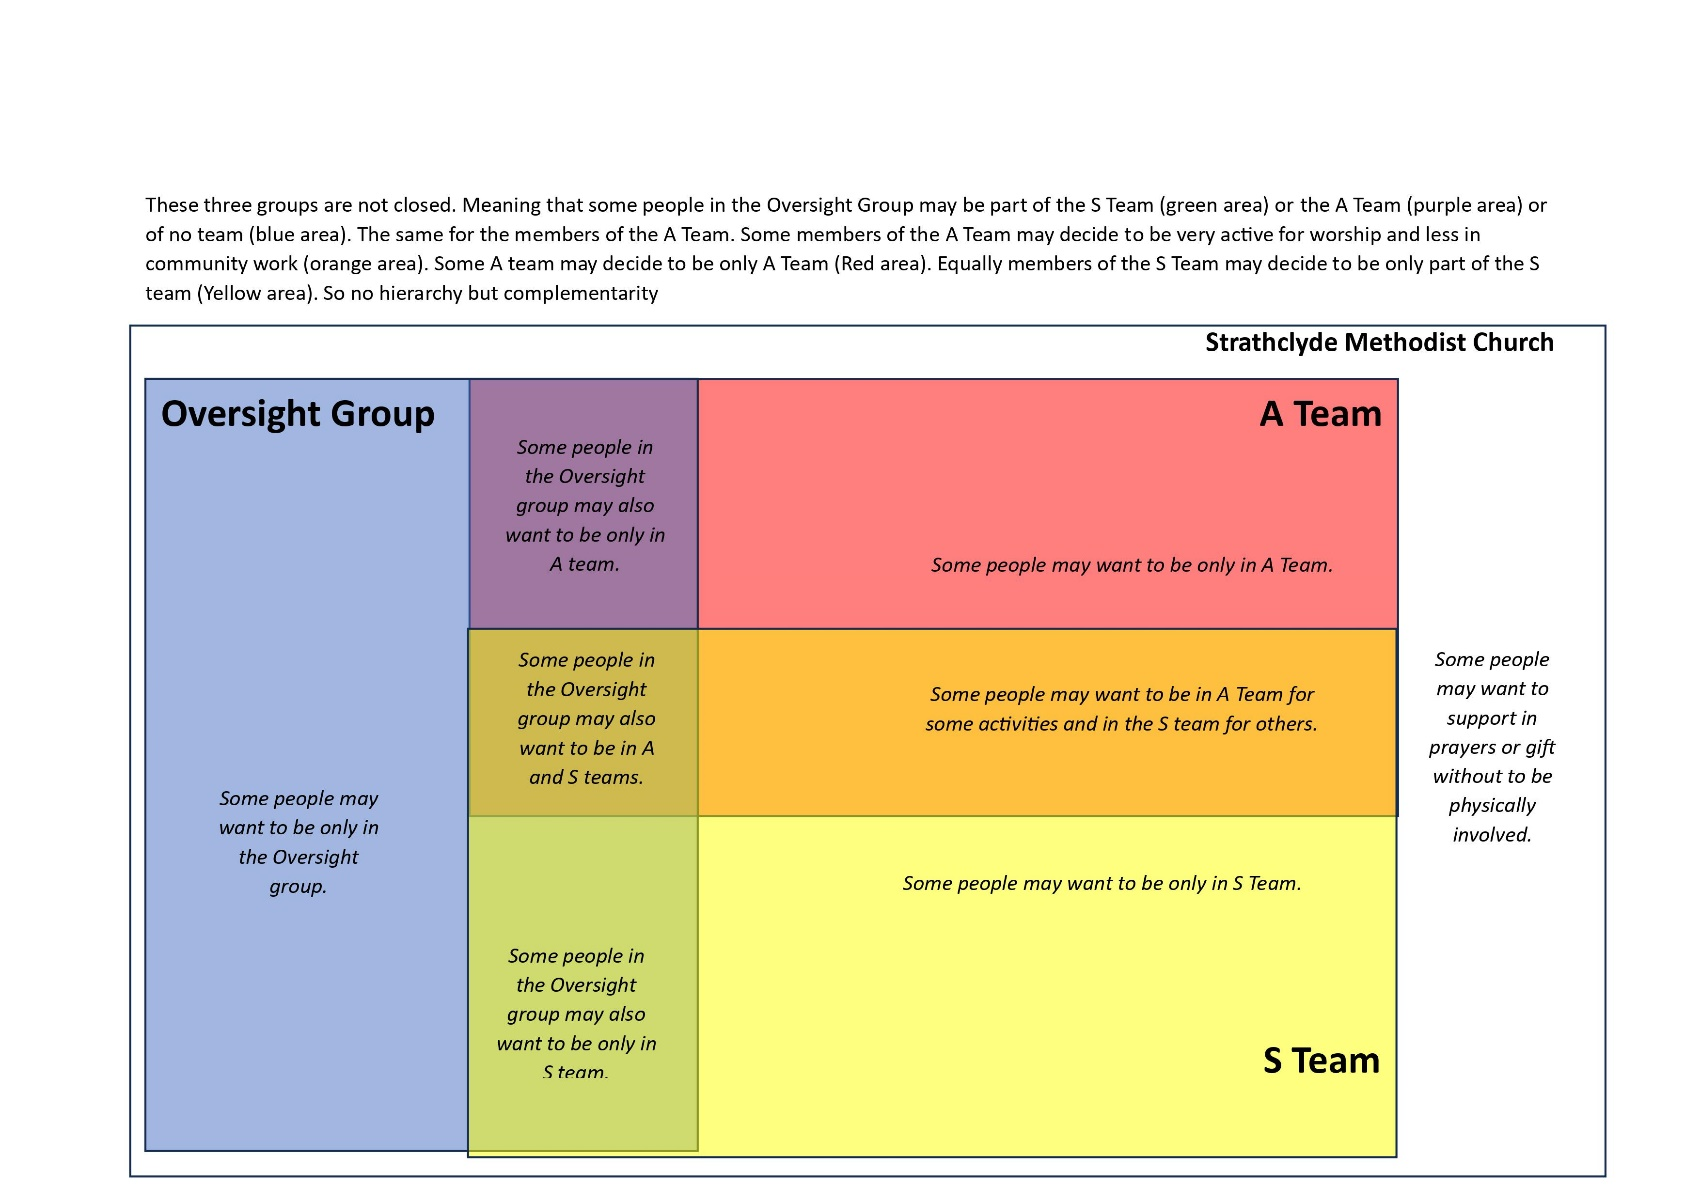 These three groups are not closed. Meaning that some people in the Oversight Group may be part of the S Team (green area) or the A Team (purple area) or
of no team (blue area). The same for the members of the A Team. Some members of the A Team may decide to be very active for worship and less in
community work (orange area). Some A team may decide to be only A Team (Red area). Equally members of the S Team may decide to be only part of the S
team (Yellow area). So no hierarchy but complementarity
Strathclyde Methodist Church
Oversight Group
Some people may
want to be only in
the Oversight
group.
Some people in
the Oversight
group may also
want to be only in
A team.
A Team
Some people may want to be only in A Team.
Some people in
the Oversight
group may also
want to be in A
and S teams.
Some people may want to be in A Team for
some activities and in the S team for others.
Some people in
the Oversight
group may also
want to be only in
S team.
Some people may want to be only in S Team.
S Team
Some people
may want to
support in
prayers or gift
without to be
physically
involved.